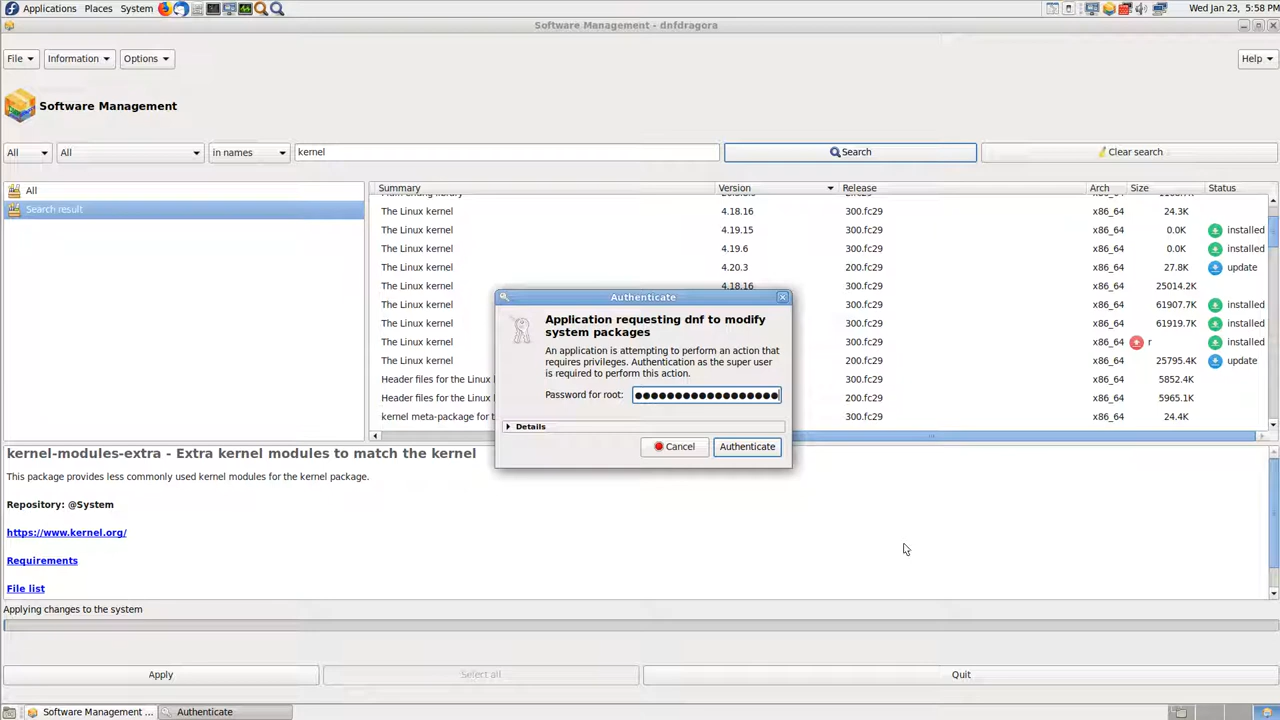 Applications Places System Wed Jan 23, 5:58 PM
Software Management - dnfdragora
File Information Options Help
Software Management
All All in names kernel Search Clear search
All
Search result
Summary Version Release Arch Size Status
The Linux kernel 4.18.16 300.fc29 x86_64 24.3K
The Linux kernel 4.19.15 300.fc29 x86_64 0.0K installed
The Linux kernel 4.19.6 300.fc29 x86_64 0.0K installed
The Linux kernel 4.20.3 200.fc29 x86_64 27.8K update
The Linux kernel 4.18.16 300.fc29 x86_64 25014.2K
The Linux kernel 300.fc29 x86_64 61907.7K installed
The Linux kernel 300.fc29 x86_64 61919.7K installed
The Linux kernel 300.fc29 x86_64 r installed
The Linux kernel 200.fc29 x86_64 25795.4K update
Header files for the Linux 300.fc29 x86_64 5852.4K
Header files for the Linux 200.fc29 x86_64 5965.1K
kernel meta-package for t 300.fc29 x86_64 24.4K
Authenticate
Application requesting dnf to modify
system packages
An application is attempting to perform an action that
requires privileges. Authentication as the super user
is required to perform this action.
Password for root: ●●●●●●●●●●●●●●●●●●
Details
Cancel Authenticate
kernel-modules-extra - Extra kernel modules to match the kernel
This package provides less commonly used kernel modules for the kernel package.
Repository: @System
https://www.kernel.org/
Requirements
File list
Applying changes to the system
Apply Select all Quit
Software Management ... Authenticate